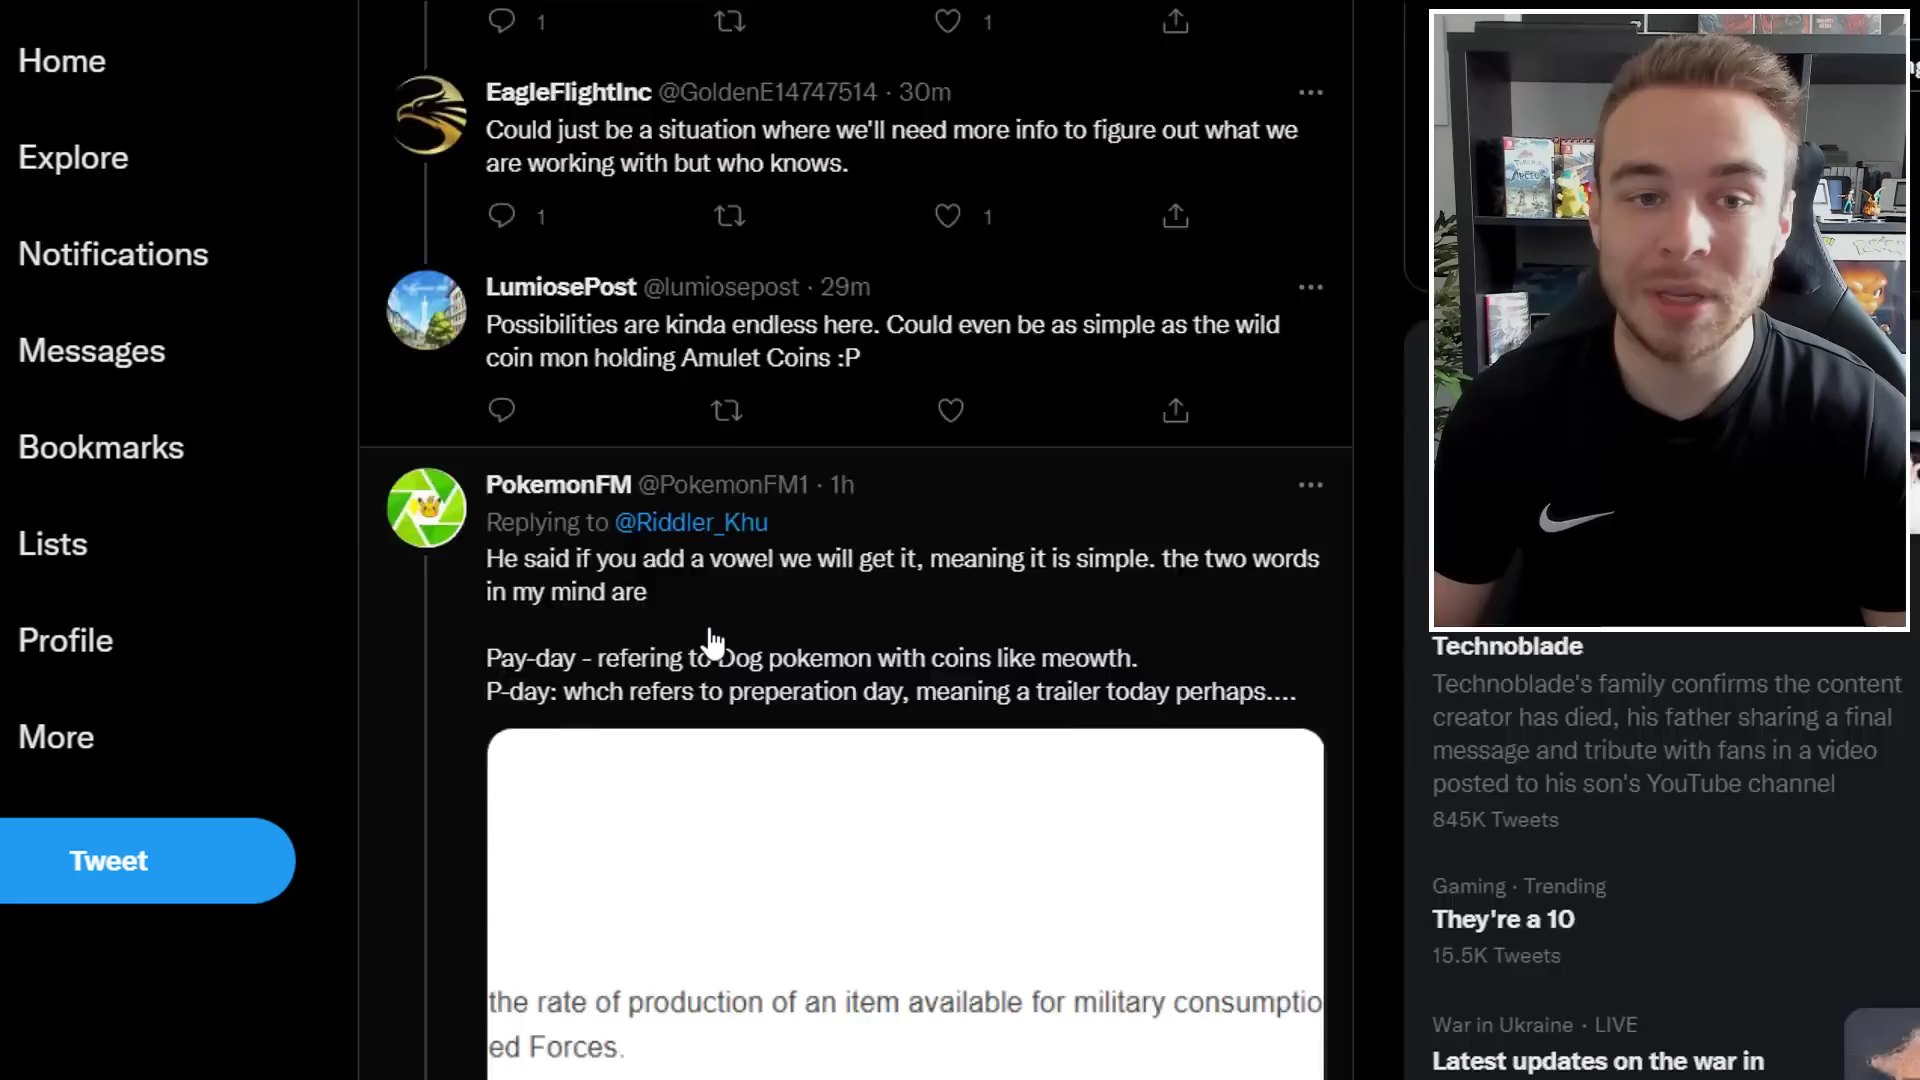 Home
Explore
Notifications
Messages
Bookmarks
Lists
Profile
More
Tweet
1
1
EagleFlightInc @GoldenE14747514 · 30m
Could just be a situation where we'll need more info to figure out what we
are working with but who knows.
1
1
LumiosePost @lumiosepost · 29m
Possibilities are kinda endless here. Could even be as simple as the wild
coin mon holding Amulet Coins :P
PokemonFM @PokemonFM1 · 1h
Replying to @Riddler_Khu
He said if you add a vowel we will get it, meaning it is simple. the two words
in my mind are
Pay-day - refering to Dog pokemon with coins like meowth.
P-day: whch refers to preperation day, meaning a trailer today perhaps....
the rate of production of an item available for military consumptio
ed Forces.
ARCEUS
Technoblade
Technoblade's family confirms the content
creator has died, his father sharing a final
message and tribute with fans in a video
posted to his son's YouTube channel
845K Tweets
Gaming · Trending
They're a 10
15.5K Tweets
War in Ukraine · LIVE
Latest updates on the war in